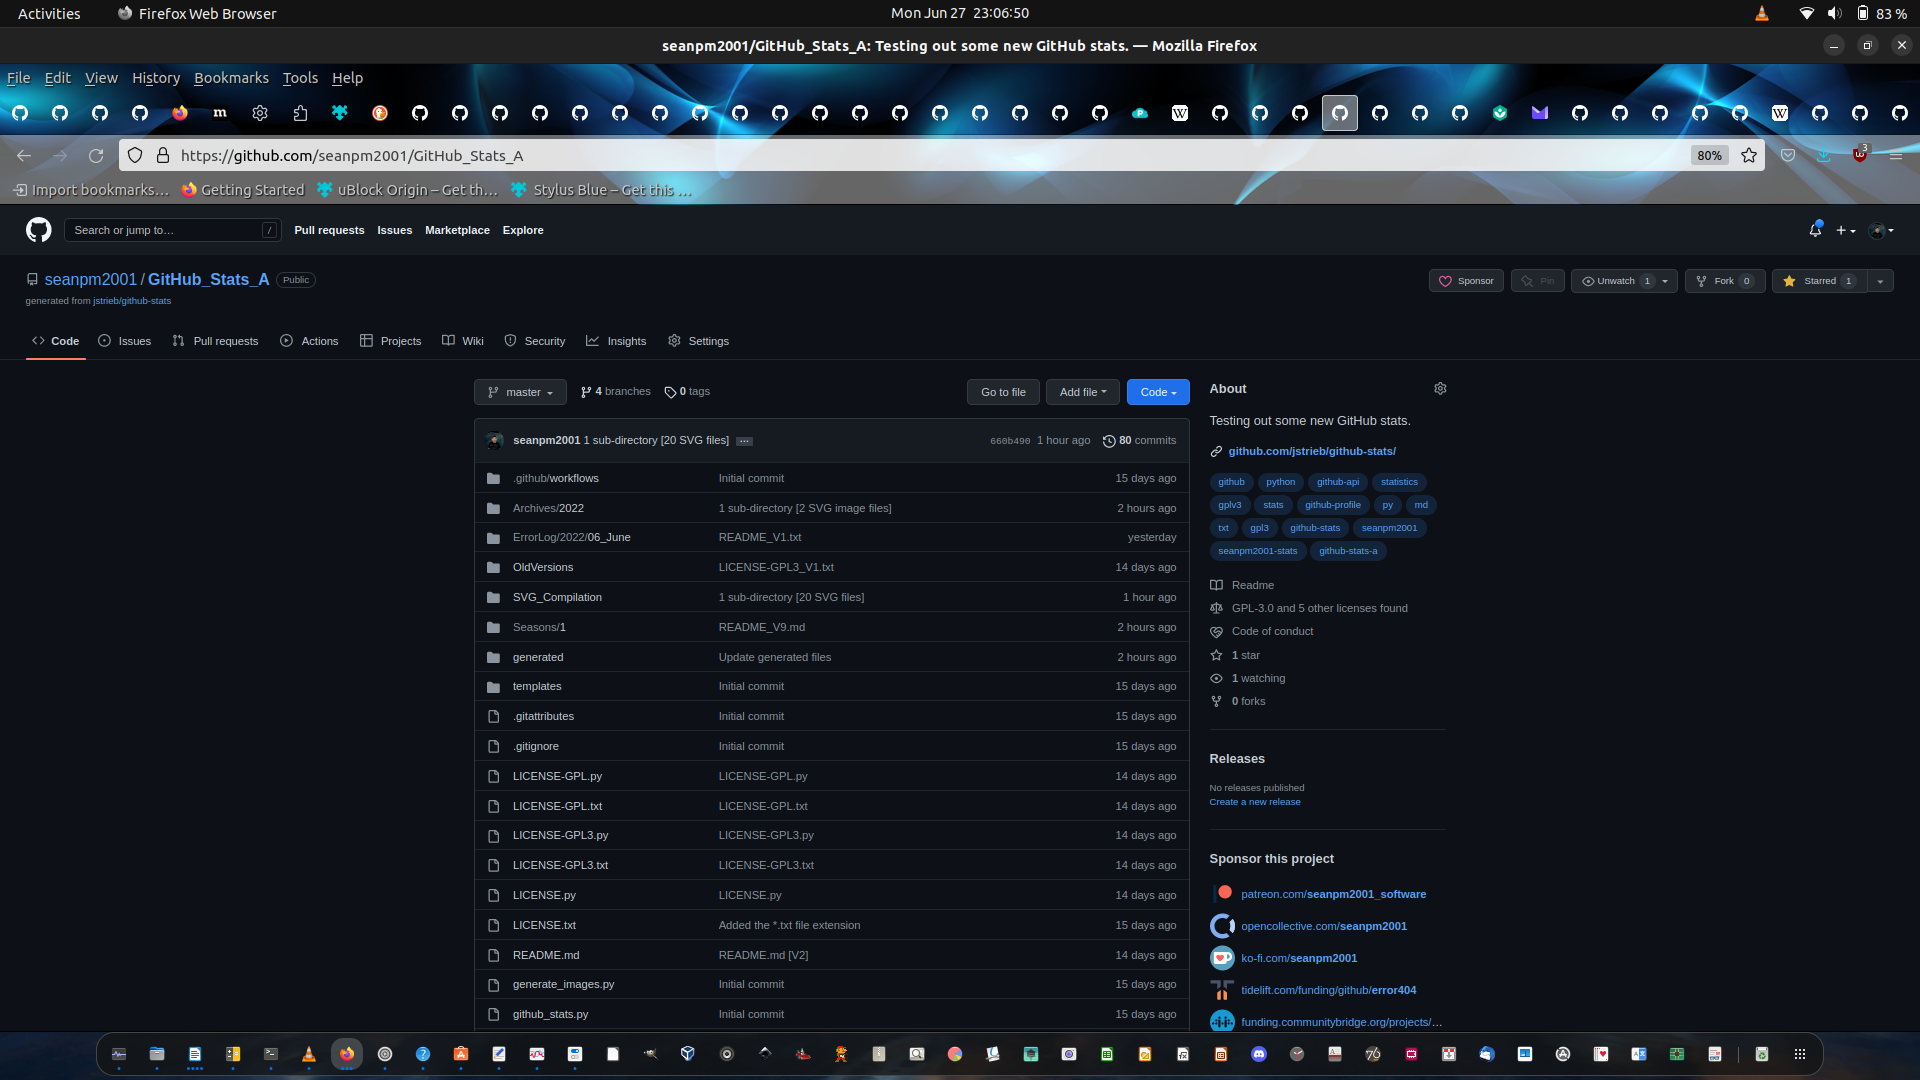 Activities
Firefox Web Browser
Mon Jun 27 23:06:50
83 %
seanpm2001/GitHub_Stats_A: Testing out some new GitHub stats. — Mozilla Firefox
File Edit View History Bookmarks Tools Help
https://github.com/seanpm2001/GitHub_Stats_A
80%
3
Import bookmarks…
Getting Started
uBlock Origin – Get th…
Stylus Blue – Get this …
Search or jump to…
/
Pull requests
Issues
Marketplace
Explore
seanpm2001 / GitHub_Stats_A
Public
generated from jstrieb/github-stats
Sponsor
Pin
Unwatch 1
Fork 0
Starred 1
Code
Issues
Pull requests
Actions
Projects
Wiki
Security
Insights
Settings
master
4 branches
0 tags
Go to file
Add file
Code
seanpm2001 1 sub-directory [20 SVG files] …
660b490 1 hour ago
80 commits
.github/workflows Initial commit 15 days ago
Archives/2022 1 sub-directory [2 SVG image files] 2 hours ago
ErrorLog/2022/06_June README_V1.txt yesterday
OldVersions LICENSE-GPL3_V1.txt 14 days ago
SVG_Compilation 1 sub-directory [20 SVG files] 1 hour ago
Seasons/1 README_V9.md 2 hours ago
generated Update generated files 2 hours ago
templates Initial commit 15 days ago
.gitattributes Initial commit 15 days ago
.gitignore Initial commit 15 days ago
LICENSE-GPL.py LICENSE-GPL.py 14 days ago
LICENSE-GPL.txt LICENSE-GPL.txt 14 days ago
LICENSE-GPL3.py LICENSE-GPL3.py 14 days ago
LICENSE-GPL3.txt LICENSE-GPL3.txt 14 days ago
LICENSE.py LICENSE.py 14 days ago
LICENSE.txt Added the *.txt file extension 15 days ago
README.md README.md [V2] 14 days ago
generate_images.py Initial commit 15 days ago
github_stats.py Initial commit 15 days ago
About
Testing out some new GitHub stats.
github.com/jstrieb/github-stats/
github python github-api statistics
gplv3 stats github-profile py md
txt gpl3 github-stats seanpm2001
seanpm2001-stats github-stats-a
Readme
GPL-3.0 and 5 other licenses found
Code of conduct
1 star
1 watching
0 forks
Releases
No releases published
Create a new release
Sponsor this project
patreon.com/seanpm2001_software
opencollective.com/seanpm2001
ko-fi.com/seanpm2001
tidelift.com/funding/github/error404
funding.communitybridge.org/projects/…